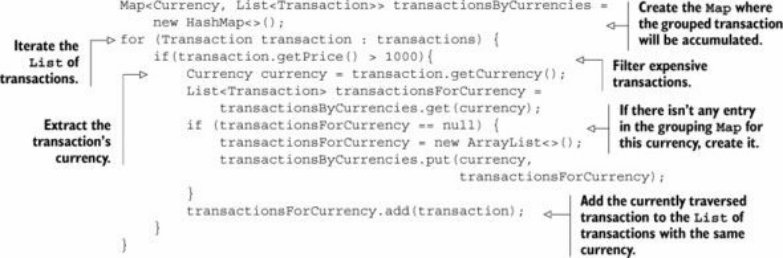 Map<Currency, List<Transaction>> transactionsByCurrencies =
new HashMap<>();
for (Transaction transaction : transactions) {
if(transaction.getPrice() > 1000){
Currency currency = transaction.getCurrency();
List<Transaction> transactionsForCurrency =
transactionsByCurrencies.get(currency);
if (transactionsForCurrency == null) {
transactionsForCurrency = new ArrayList<>();
transactionsByCurrencies.put(currency,
transactionsForCurrency);
}
transactionsForCurrency.add(transaction);
}
}
Create the Map where
the grouped transaction
will be accumulated.
Iterate the
List of
transactions.
Filter expensive
transactions.
Extract the
transaction's
currency.
If there isn't any entry
in the grouping Map for
this currency, create it.
Add the currently traversed
transaction to the List of
transactions with the same
currency.